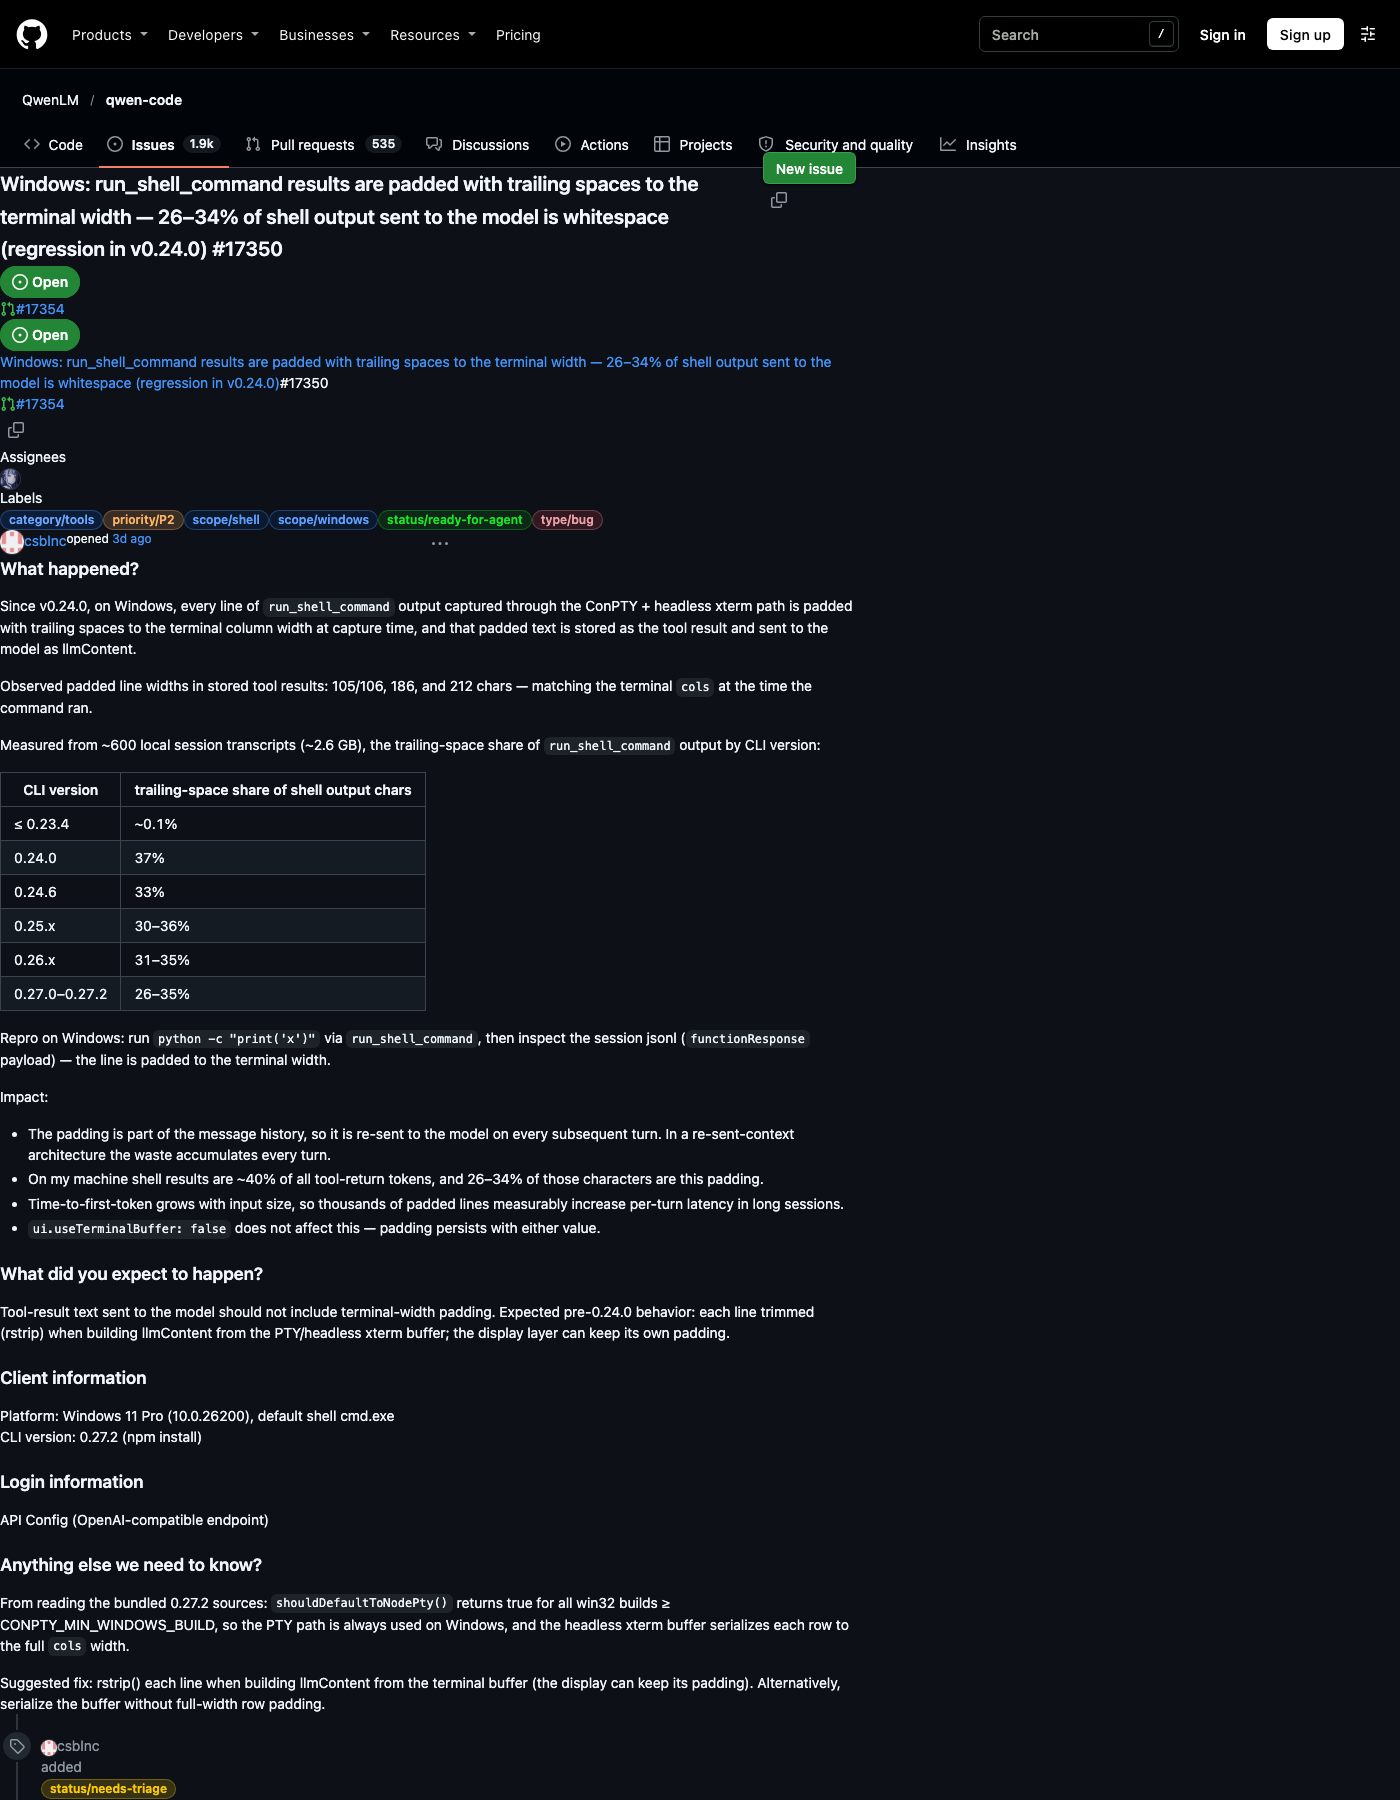 Products Developers Businesses Resources Pricing Search / Sign in Sign up
QwenLM / qwen-code
Code Issues 1.9k Pull requests 535 Discussions Actions Projects Security and quality Insights
New issue
Windows: run_shell_command results are padded with trailing spaces to the
terminal width — 26–34% of shell output sent to the model is whitespace
(regression in v0.24.0) #17350
Open
#17354
Open
Windows: run_shell_command results are padded with trailing spaces to the terminal width — 26–34% of shell output sent to the
model is whitespace (regression in v0.24.0)#17350
#17354
Assignees
Labels
category/tools priority/P2 scope/shell scope/windows status/ready-for-agent type/bug
csblnc opened 3d ago
What happened?
Since v0.24.0, on Windows, every line of run_shell_command output captured through the ConPTY + headless xterm path is padded
with trailing spaces to the terminal column width at capture time, and that padded text is stored as the tool result and sent to the
model as llmContent.
Observed padded line widths in stored tool results: 105/106, 186, and 212 chars — matching the terminal cols at the time the
command ran.
Measured from ~600 local session transcripts (~2.6 GB), the trailing-space share of run_shell_command output by CLI version:
CLI version trailing-space share of shell output chars
≤ 0.23.4 ~0.1%
0.24.0 37%
0.24.6 33%
0.25.x 30–36%
0.26.x 31–35%
0.27.0–0.27.2 26–35%
Repro on Windows: run python -c "print('x')" via run_shell_command, then inspect the session jsonl (functionResponse
payload) — the line is padded to the terminal width.
Impact:
• The padding is part of the message history, so it is re-sent to the model on every subsequent turn. In a re-sent-context
architecture the waste accumulates every turn.
• On my machine shell results are ~40% of all tool-return tokens, and 26–34% of those characters are this padding.
• Time-to-first-token grows with input size, so thousands of padded lines measurably increase per-turn latency in long sessions.
• ui.useTerminalBuffer: false does not affect this — padding persists with either value.
What did you expect to happen?
Tool-result text sent to the model should not include terminal-width padding. Expected pre-0.24.0 behavior: each line trimmed
(rstrip) when building llmContent from the PTY/headless xterm buffer; the display layer can keep its own padding.
Client information
Platform: Windows 11 Pro (10.0.26200), default shell cmd.exe
CLI version: 0.27.2 (npm install)
Login information
API Config (OpenAI-compatible endpoint)
Anything else we need to know?
From reading the bundled 0.27.2 sources: shouldDefaultToNodePty() returns true for all win32 builds ≥
CONPTY_MIN_WINDOWS_BUILD, so the PTY path is always used on Windows, and the headless xterm buffer serializes each row to
the full cols width.
Suggested fix: rstrip() each line when building llmContent from the terminal buffer (the display can keep its padding). Alternatively,
serialize the buffer without full-width row padding.
csblnc
added
status/needs-triage